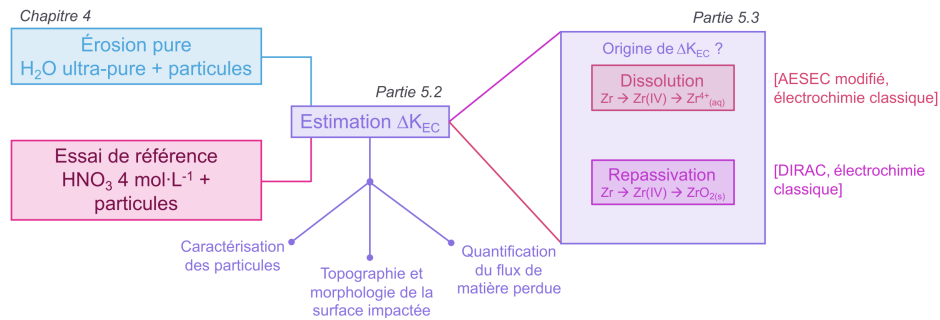 Chapitre 4
Érosion pure
H₂O ultra-pure + particules
Essai de référence
HNO₃ 4 mol·L⁻¹ +
particules
Partie 5.2
Estimation ΔK_EC
Caractérisation
des particules
Topographie et
morphologie de la
surface impactée
Quantification
du flux de
matière perdue
Partie 5.3
Origine de ΔK_EC ?
Dissolution
Zr → Zr(IV) → Zr⁴⁺₍aq₎
[AESEC modifié,
électrochimie classique]
Repassivation
Zr → Zr(IV) → ZrO₂₍s₎
[DIRAC, électrochimie
classique]